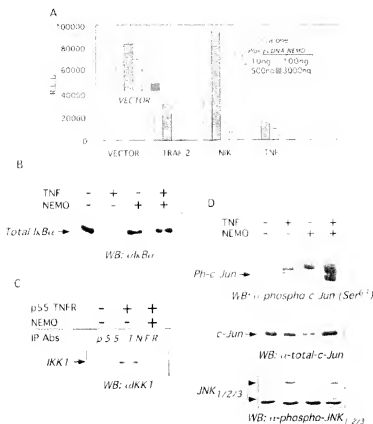 A
100000
80000
60000
40000
20000
0
R.L.U.
VECTOR
pcDNA NEMO
10ng 100ng
500ng 3000ng
VECTOR TRAF 2 NIK TNF
B
TNF - + - +
NEMO - - + +
Total IκBα
WB: αIκBα
C
p55 TNFR - + +
NEMO - - +
IP Abs p55 TNFR
IKK1
WB: αIKK1
D
TNF - + - +
NEMO - - + +
Ph-c-Jun
WB: α-phospho-c-Jun (Ser63)
c-Jun
WB: α-total-c-Jun
JNK1/2/3
WB: α-phospho-JNK1/2/3